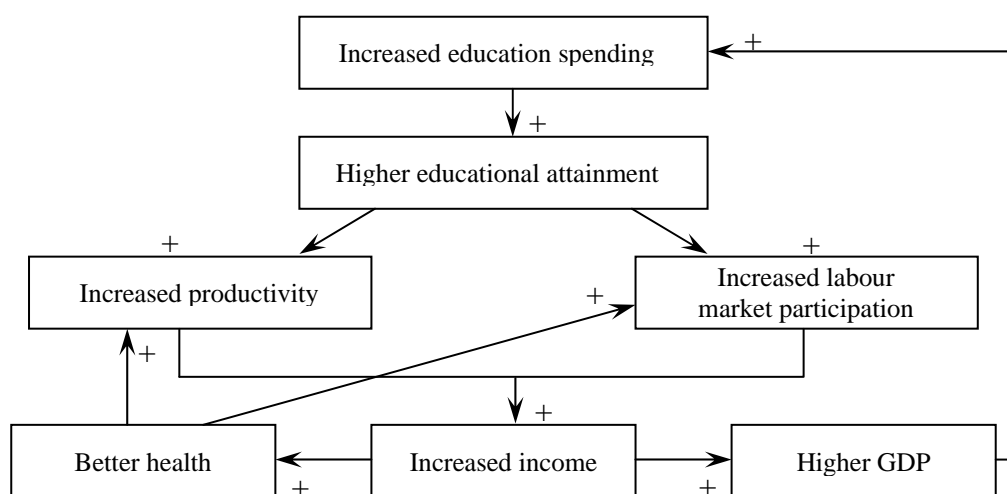 Increased education spending
+
+
Higher educational attainment
+
+
Increased productivity
Increased labour
market participation
+
+
+
Better health
Increased income
Higher GDP
+
+